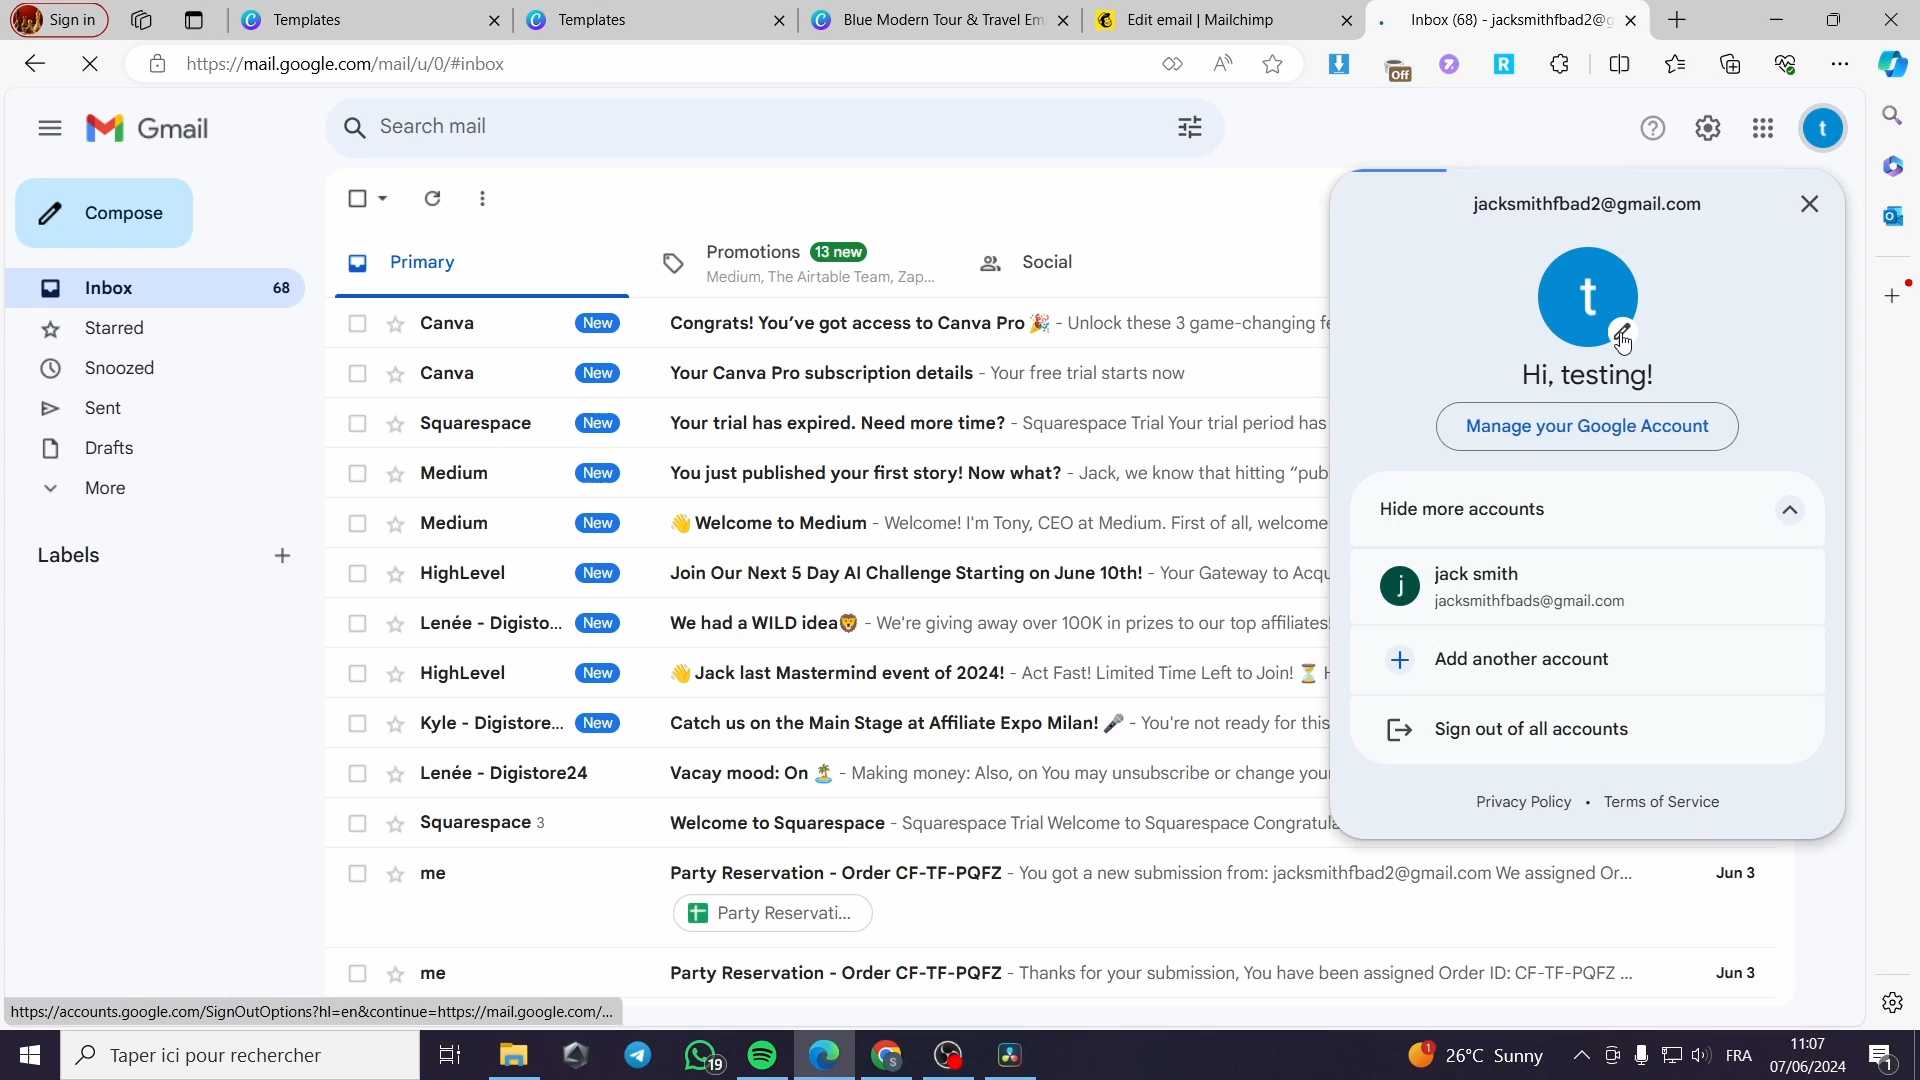 Sign in
Templates
Templates
Blue Modern Tour & Travel Em
Edit email | Mailchimp
Inbox (68) - jacksmithfbad2@g
https://mail.google.com/mail/u/0/#inbox
Off
Gmail
Search mail
t
Compose
jacksmithfbad2@gmail.com
Primary
Promotions 13 new
Medium, The Airtable Team, Zap...
Social
t
Inbox 68
Starred
Snoozed
Sent
Drafts
More
Labels
Canva New Congrats! You've got access to Canva Pro 🎉 - Unlock these 3 game-changing fe
Canva New Your Canva Pro subscription details - Your free trial starts now
Squarespace New Your trial has expired. Need more time? - Squarespace Trial Your trial period has
Medium New You just published your first story! Now what? - Jack, we know that hitting “pub
Medium New 👋 Welcome to Medium - Welcome! I'm Tony, CEO at Medium. First of all, welcome
HighLevel New Join Our Next 5 Day AI Challenge Starting on June 10th! - Your Gateway to Acqu
Lenée - Digisto... New We had a WILD idea🦁 - We're giving away over 100K in prizes to our top affiliates
HighLevel New 👋 Jack last Mastermind event of 2024! - Act Fast! Limited Time Left to Join! ⏳ H
Kyle - Digistore... New Catch us on the Main Stage at Affiliate Expo Milan! 🎤 - You're not ready for this
Lenée - Digistore24 Vacay mood: On 🏝️ - Making money: Also, on You may unsubscribe or change your
Squarespace 3 Welcome to Squarespace - Squarespace Trial Welcome to Squarespace Congratula
me Party Reservation - Order CF-TF-PQFZ - You got a new submission from: jacksmithfbad2@gmail.com We assigned Or... Jun 3
Party Reservati...
me Party Reservation - Order CF-TF-PQFZ - Thanks for your submission, You have been assigned Order ID: CF-TF-PQFZ ... Jun 3
Hi, testing!
Manage your Google Account
Hide more accounts
j
jack smith
jacksmithfbads@gmail.com
Add another account
Sign out of all accounts
Privacy Policy • Terms of Service
https://accounts.google.com/SignOutOptions?hl=en&continue=https://mail.google.com/...
Taper ici pour rechercher
19
S
1
26°C Sunny
FRA
11:07
07/06/2024
1